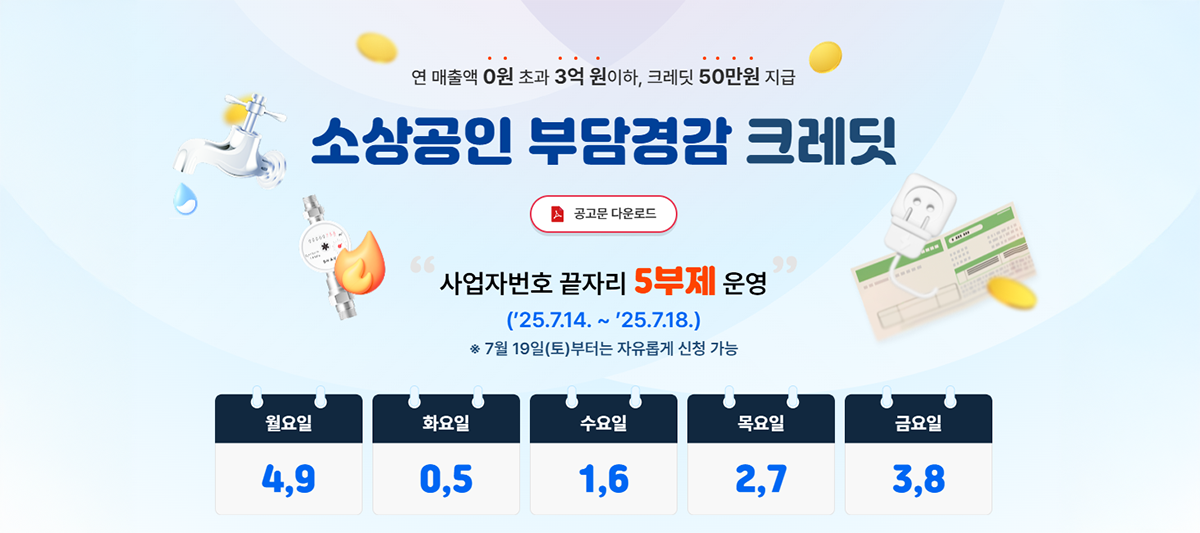 연 매출액 0원 초과 3억 원이하, 크레딧 50만원 지급
소상공인 부담경감 크레딧
공고문 다운로드
“ 사업자번호 끝자리 5부제 운영 ”
(’25.7.14. ~ ’25.7.18.)
※ 7월 19일(토)부터는 자유롭게 신청 가능
월요일 화요일 수요일 목요일 금요일
4,9 0,5 1,6 2,7 3,8